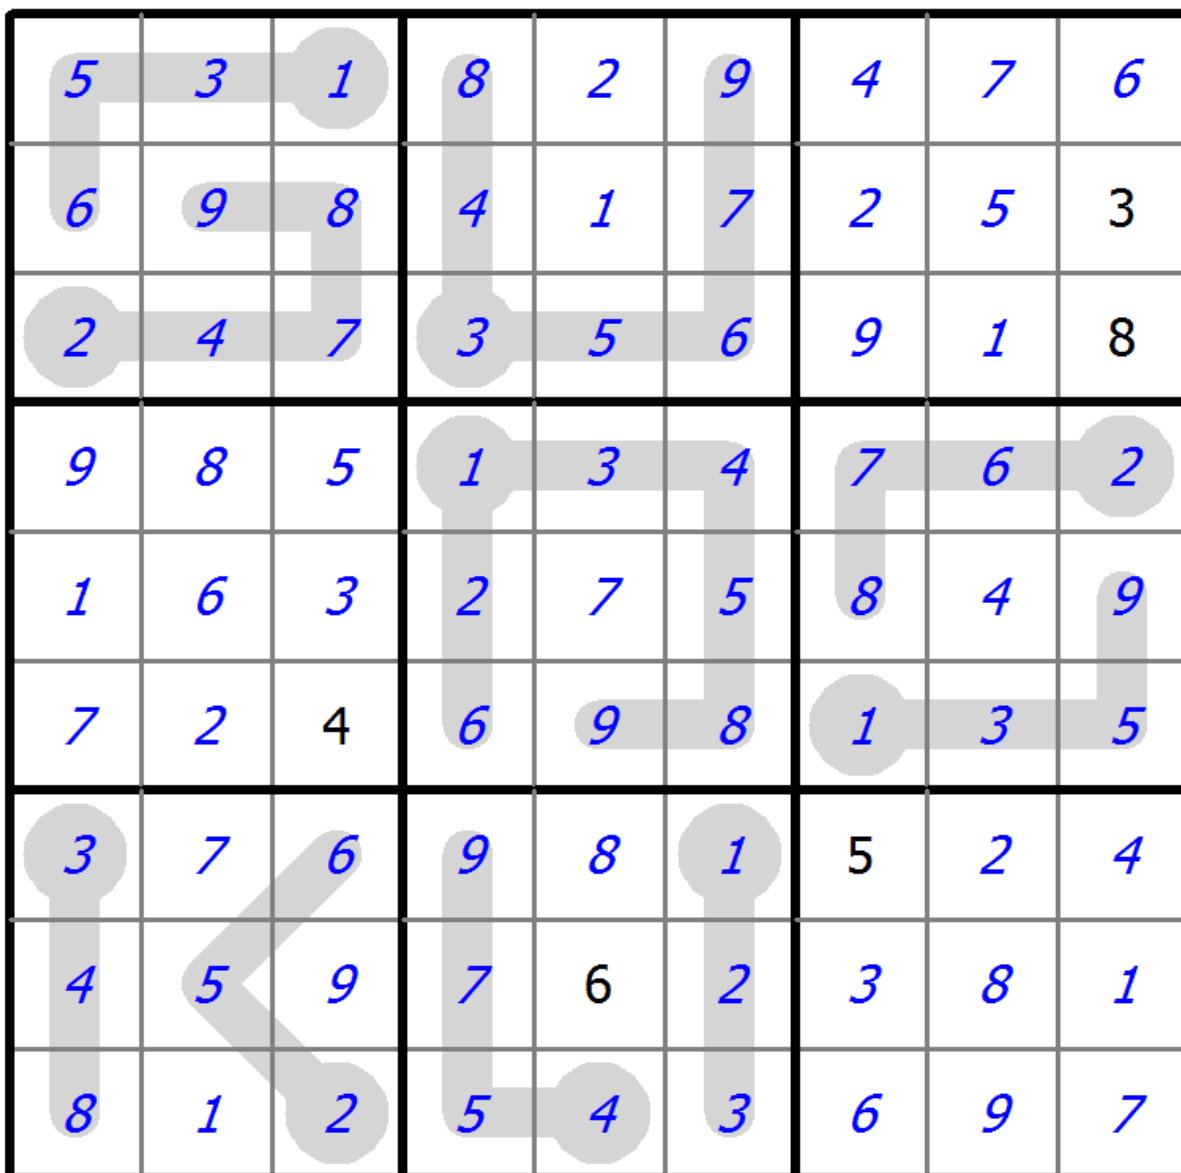 5 3 1 8 2 9 4 7 6
6 9 8 4 1 7 2 5 3
2 4 7 3 5 6 9 1 8
9 8 5 1 3 4 7 6 2
1 6 3 2 7 5 8 4 9
7 2 4 6 9 8 1 3 5
3 7 6 9 8 1 5 2 4
4 5 9 7 6 2 3 8 1
8 1 2 5 4 3 6 9 7